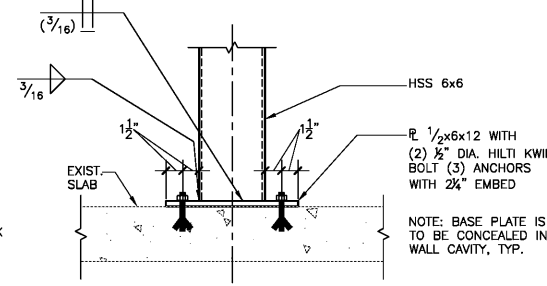 (3/16)
3/16
HSS 6x6
1 1/2"
1 1/2"
PL 1/2x6x12 WITH
(2) 1/2" DIA. HILTI KWI
BOLT (3) ANCHORS
WITH 2 1/4" EMBED
EXIST.
SLAB
NOTE: BASE PLATE IS
TO BE CONCEALED IN
WALL CAVITY, TYP.